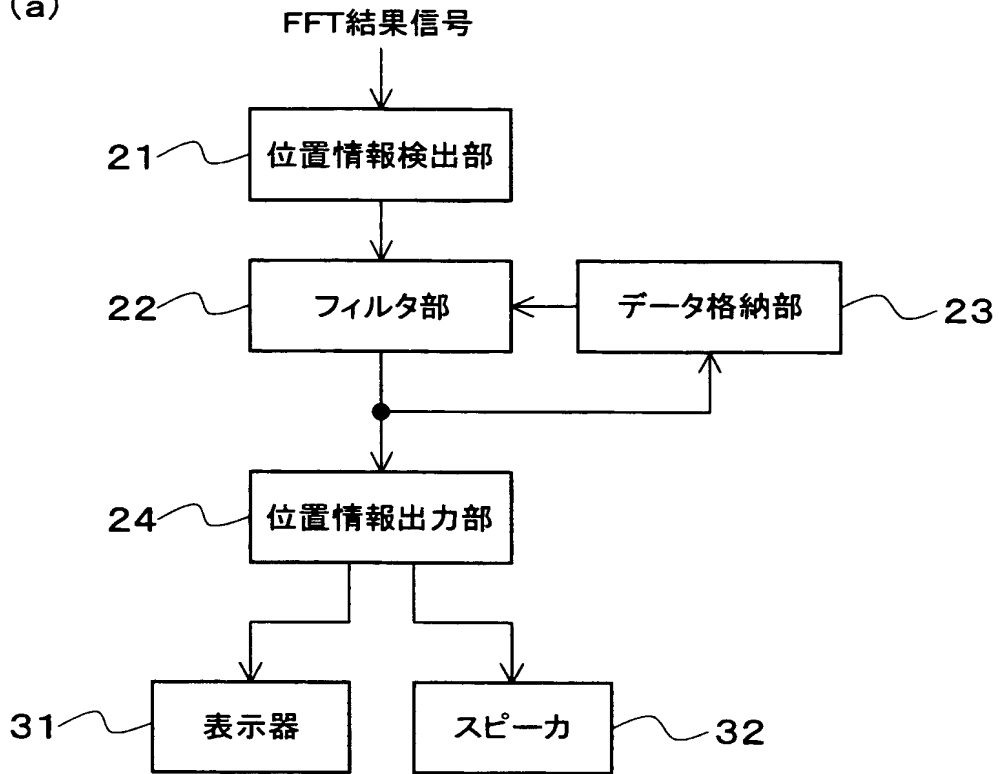 (a)
FFT結果信号
21 位置情報検出部
22 フィルタ部 データ格納部 23
24 位置情報出力部
31 表示器 スピーカ 32